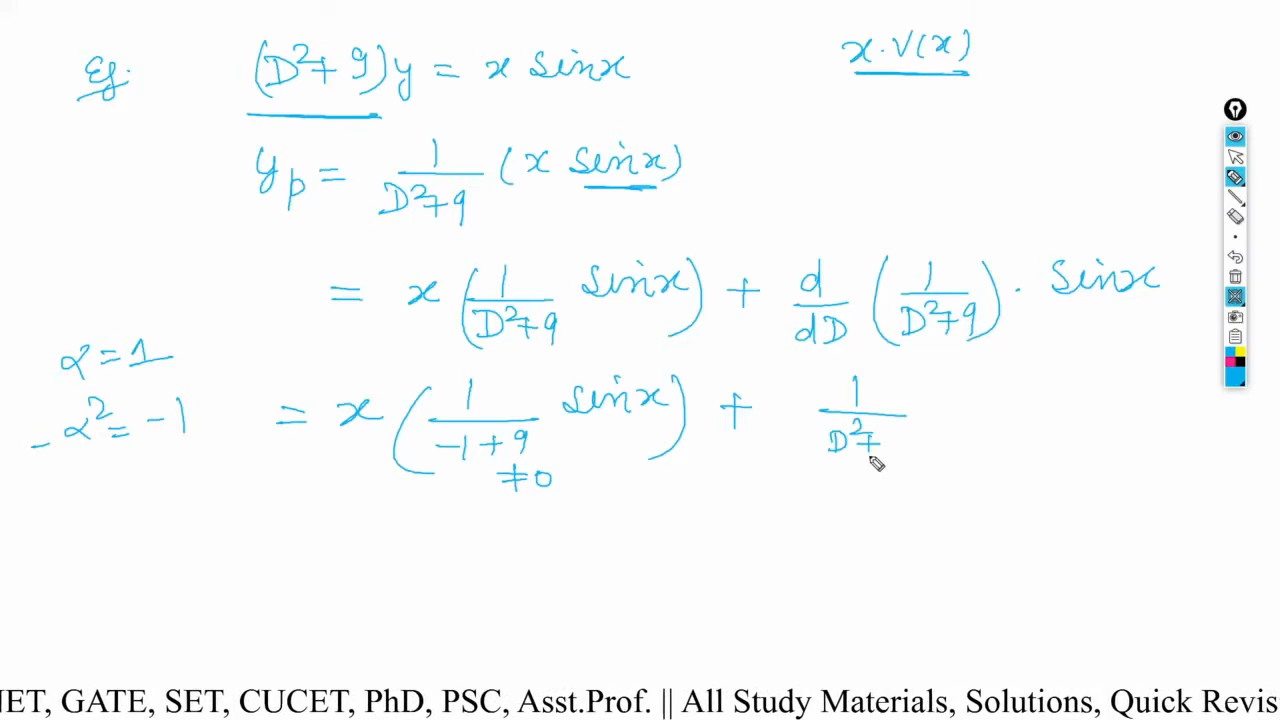 Eg. (D²+9)y = x sinx x.V(x)
y_p = 1/(D²+9) (x sinx)
= x (1/(D²+9) sinx) + d/dD (1/(D²+9)) . sinx
α = 1
-α² = -1 = x (1/(-1+9) sinx) + 1/(D²+
≠0
NET, GATE, SET, CUCET, PhD, PSC, Asst.Prof. || All Study Materials, Solutions, Quick Revis